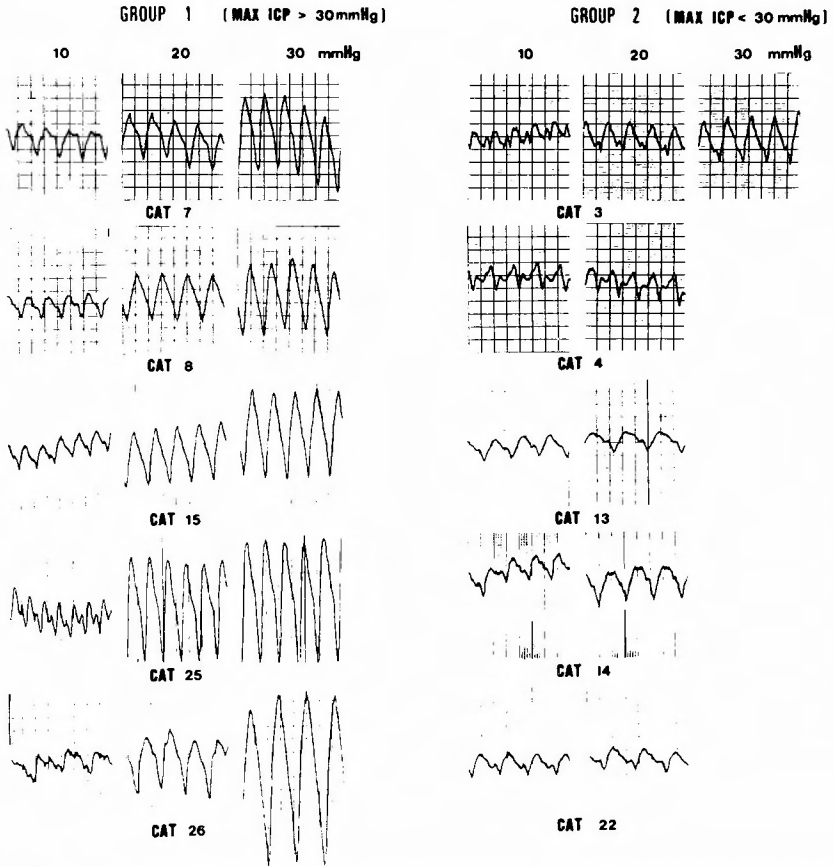 GROUP 1 (MAX ICP > 30mmHg)
10 20 30 mmHg
CAT 7
CAT 8
CAT 15
CAT 25
CAT 26
GROUP 2 (MAX ICP < 30 mmHg)
10 20 30 mmHg
CAT 3
CAT 4
CAT 13
CAT 14
CAT 22